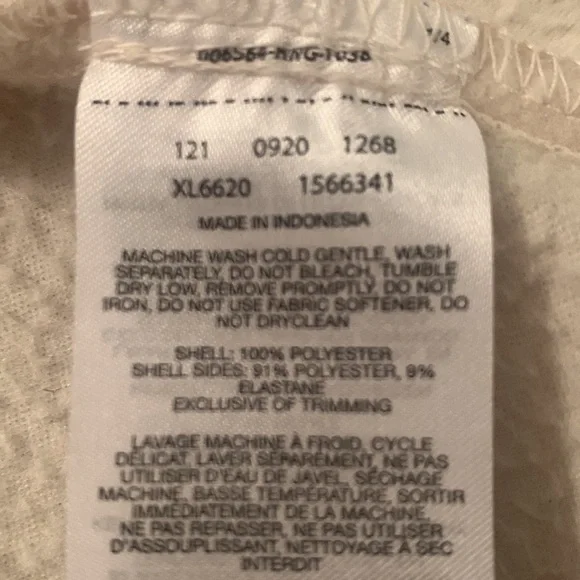 1/4
121 0920 1268
XL6620 1566341
MADE IN INDONESIA
MACHINE WASH COLD GENTLE, WASH
SEPARATELY, DO NOT BLEACH, TUMBLE
DRY LOW, REMOVE PROMPTLY, DO NOT
IRON, DO NOT USE FABRIC SOFTENER, DO
NOT DRYCLEAN
SHELL: 100% POLYESTER
SHELL SIDES: 91% POLYESTER, 9%
ELASTANE
EXCLUSIVE OF TRIMMING
LAVAGE MACHINE À FROID, CYCLE
DÉLICAT, LAVER SÉPARÉMENT, NE PAS
UTILISER D'EAU DE JAVEL, SÉCHAGE
MACHINE, BASSE TEMPÉRATURE, SORTIR
IMMÉDIATEMENT DE LA MACHINE,
NE PAS REPASSER, NE PAS UTILISER
D'ASSOUPLISSANT, NETTOYAGE À SEC
INTERDIT